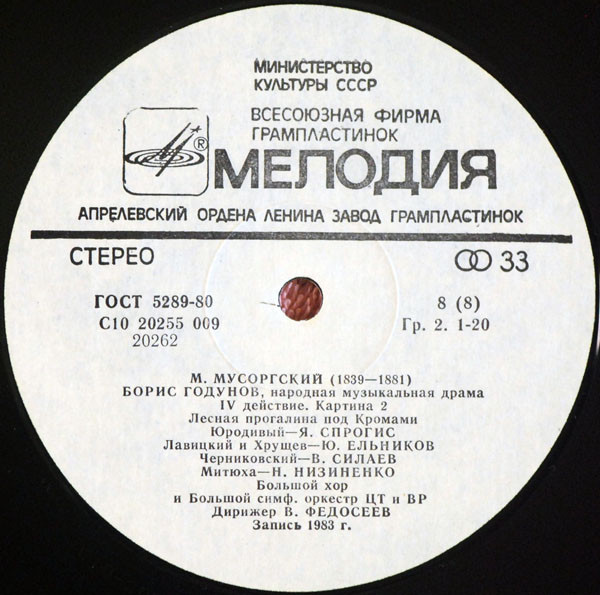 МИНИСТЕРСТВО
КУЛЬТУРЫ СССР
ВСЕСОЮЗНАЯ ФИРМА
ГРАМПЛАСТИНОК
® МЕЛОДИЯ
АПРЕЛЕВСКИЙ ОРДЕНА ЛЕНИНА ЗАВОД ГРАМПЛАСТИНОК
СТЕРЕО 33
ГОСТ 5289-80 8 (8)
С10 20255 009 Гр. 2. 1-20
20262
М. МУСОРГСКИЙ (1839—1881)
БОРИС ГОДУНОВ, народная музыкальная драма
IV действие. Картина 2
Лесная прогалина под Кромами
Юродивый—Я. СПРОГИС
Лавицкий и Хрущев—Ю. ЕЛЬНИКОВ
Черниковский—В. СИЛАЕВ
Митюха—Н. НИЗИНЕНКО
Большой хор
и Большой симф. оркестр ЦТ и ВР
Дирижер В. ФЕДОСЕЕВ
Запись 1983 г.